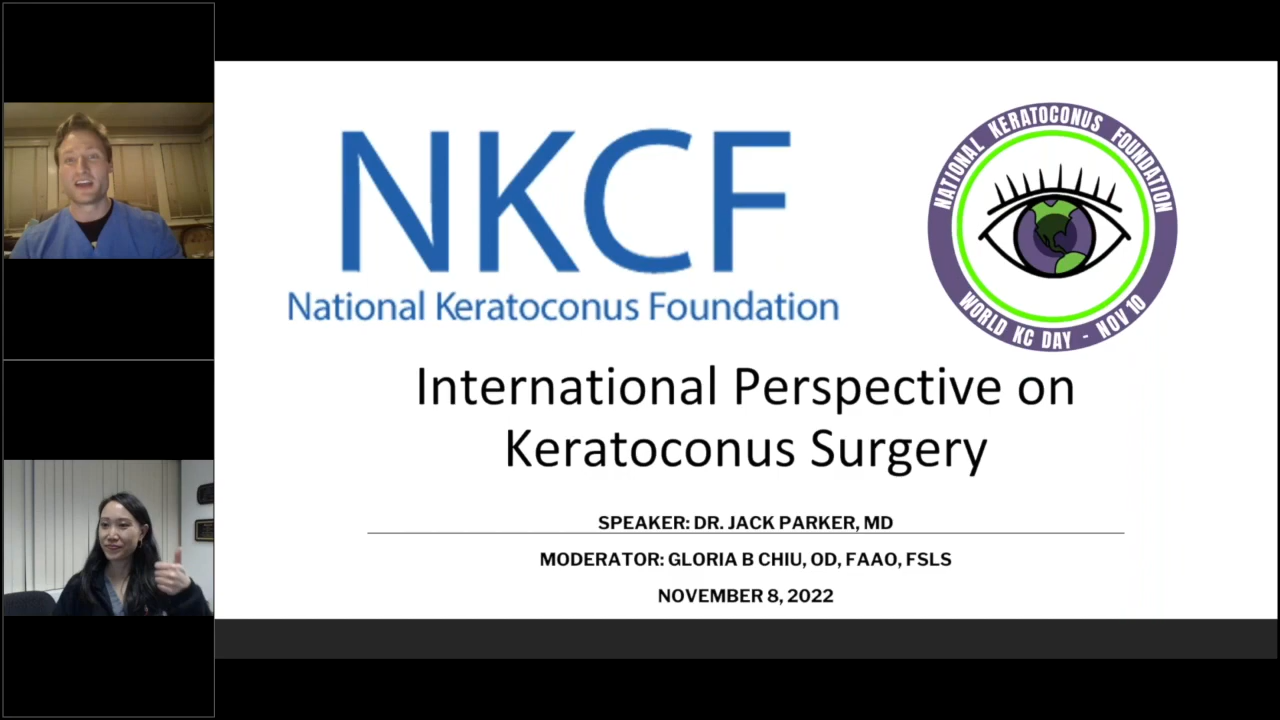 NKCF
National Keratoconus Foundation
NATIONAL KERATOCONUS FOUNDATION
WORLD KC DAY - NOV 10
International Perspective on
Keratoconus Surgery
SPEAKER: DR. JACK PARKER, MD
MODERATOR: GLORIA B CHIU, OD, FAAO, FSLS
NOVEMBER 8, 2022